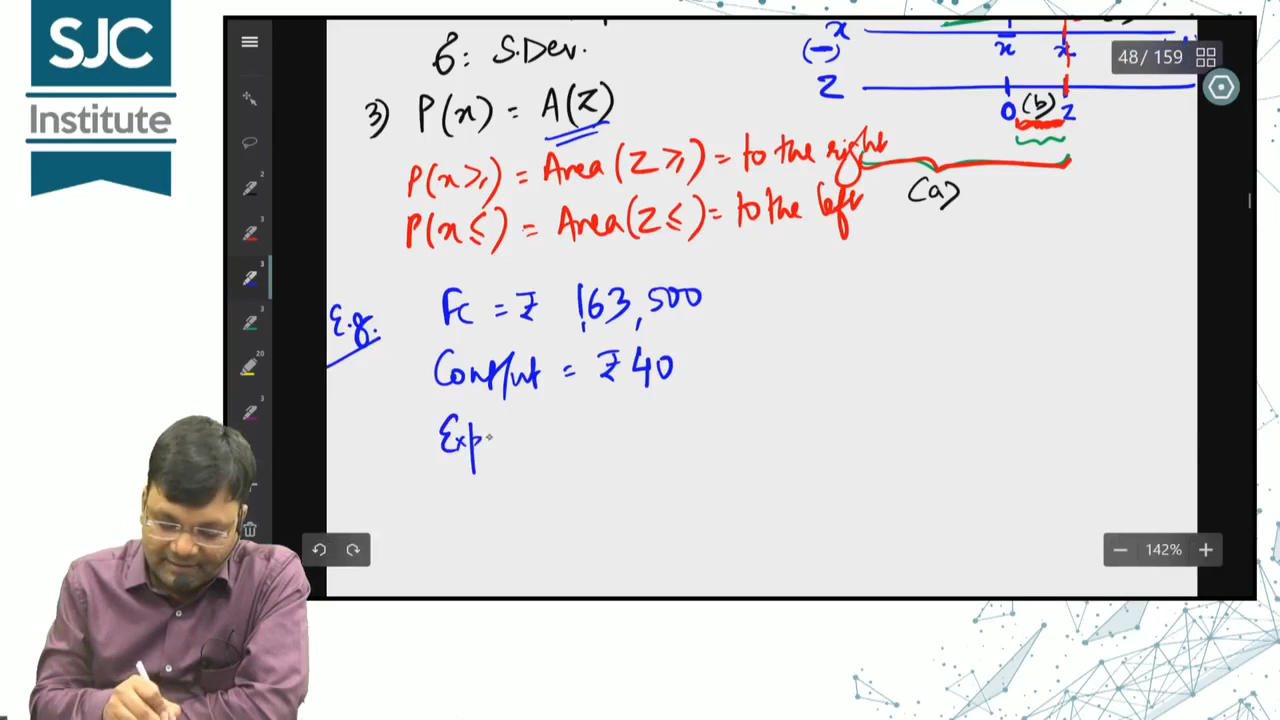 SJC
Institute
48 / 159
6: S.Dev.
3) P(x) = A(Z)
P(x ⩾) = Area (Z ⩾) = to the right
P(x ⩽) = Area (Z ⩽) = to the left
x
(−)
x̄ x
Z
0 (b) Z
(a)
E.g. Fc = ₹ 163,500
Cont/ut = ₹ 40
Exp
142%